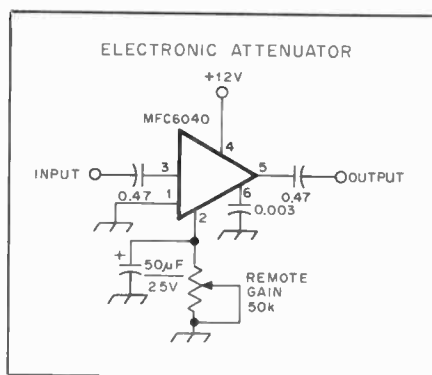 ELECTRONIC ATTENUATOR
+12V
MFC6040
4
INPUT
3
5
OUTPUT
0.47
1
6
0.47
2
0.003
+
50µF
25V
REMOTE
GAIN
50k